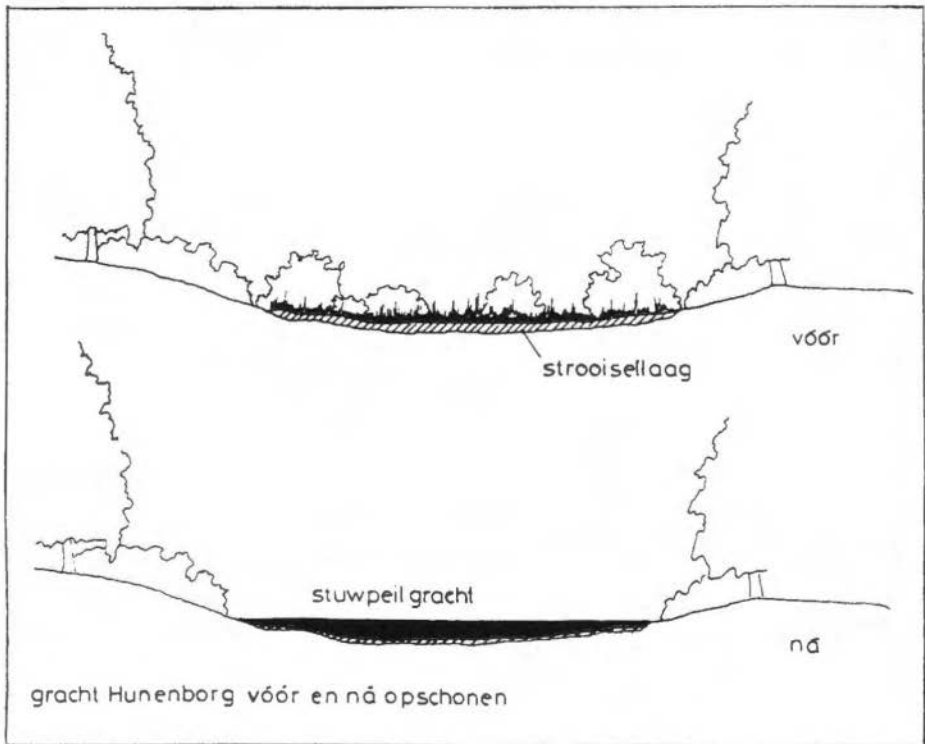 vóór
strooisellaag
stuwpeil gracht
ná
gracht Hunenborg vóór en ná opschonen